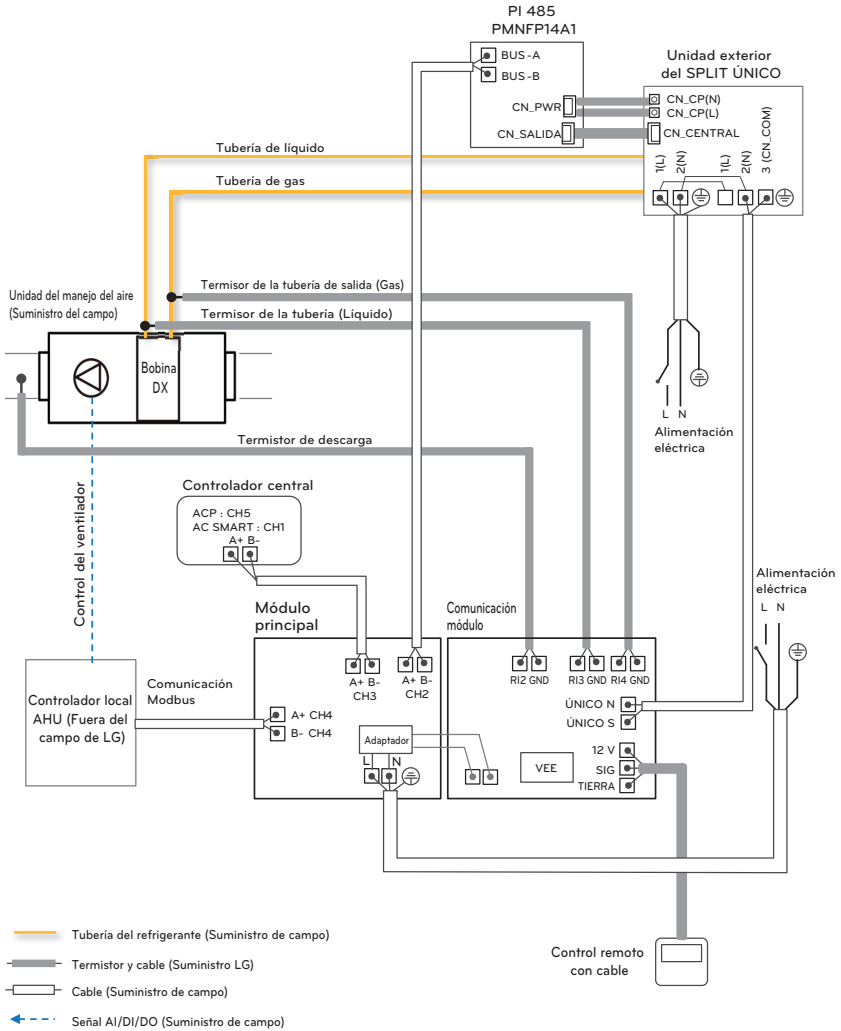 PI 485
PMNFP14A1
BUS-A
BUS-B
CN_PWR
CN_SALIDA
Unidad exterior
del SPLIT ÚNICO
CN_CP(N)
CN_CP(L)
CN_CENTRAL
1(L)
2(N)
1(L)
2(N)
3 (CN_COM)
Tubería de líquido
Tubería de gas
Termisor de la tubería de salida (Gas)
Termisor de la tubería (Líquido)
Unidad del manejo del aire
(Suministro del campo)
Bobina
DX
L N
Alimentación
eléctrica
Termistor de descarga
Control del ventilador
Controlador central
ACP : CH5
AC SMART : CH1
A+ B-
Alimentación
eléctrica
L N
Módulo
principal
Comunicación
módulo
A+ B-
CH3
A+ B-
CH2
RI2 GND
RI3 GND
RI4 GND
Controlador local
AHU (Fuera del
campo de LG)
Comunicación
Modbus
A+ CH4
B- CH4
Adaptador
L N
ÚNICO N
ÚNICO S
12 V
SIG
TIERRA
VEE
Control remoto
con cable
Tubería del refrigerante (Suministro de campo)
Termistor y cable (Suministro LG)
Cable (Suministro de campo)
Señal AI/DI/DO (Suministro de campo)